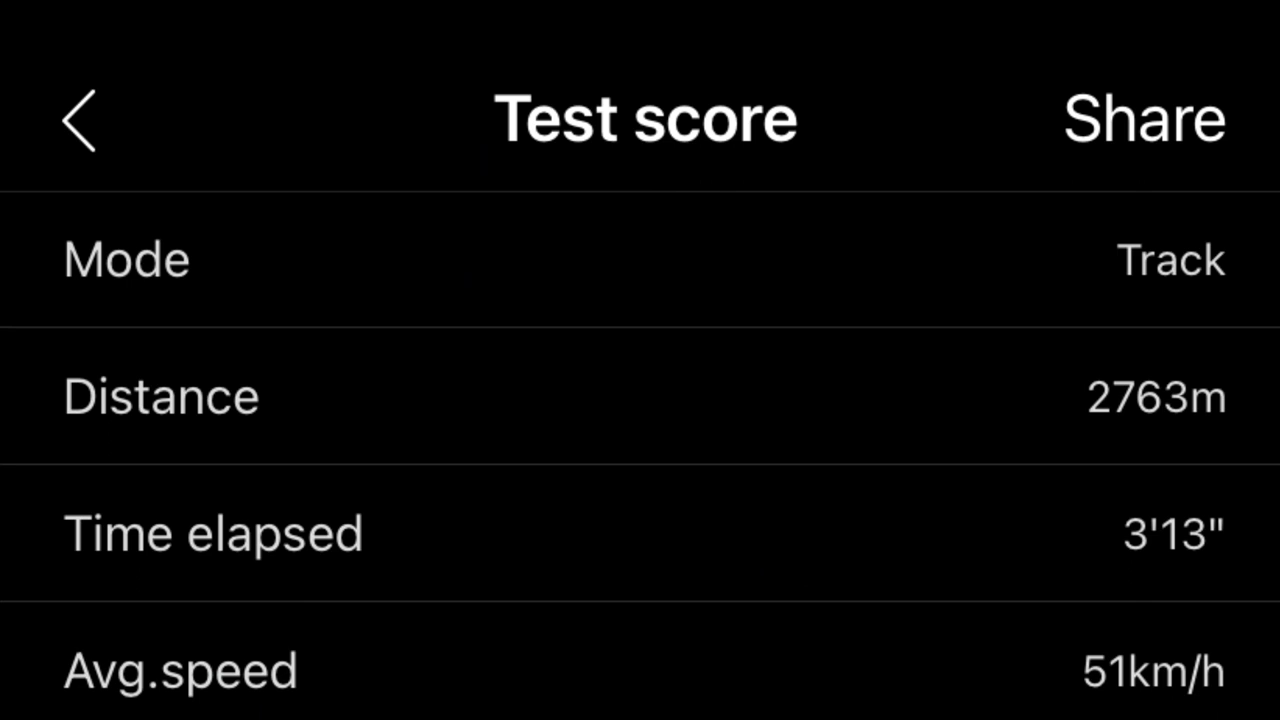 Test score Share
Mode Track
Distance 2763m
Time elapsed 3'13"
Avg.speed 51km/h